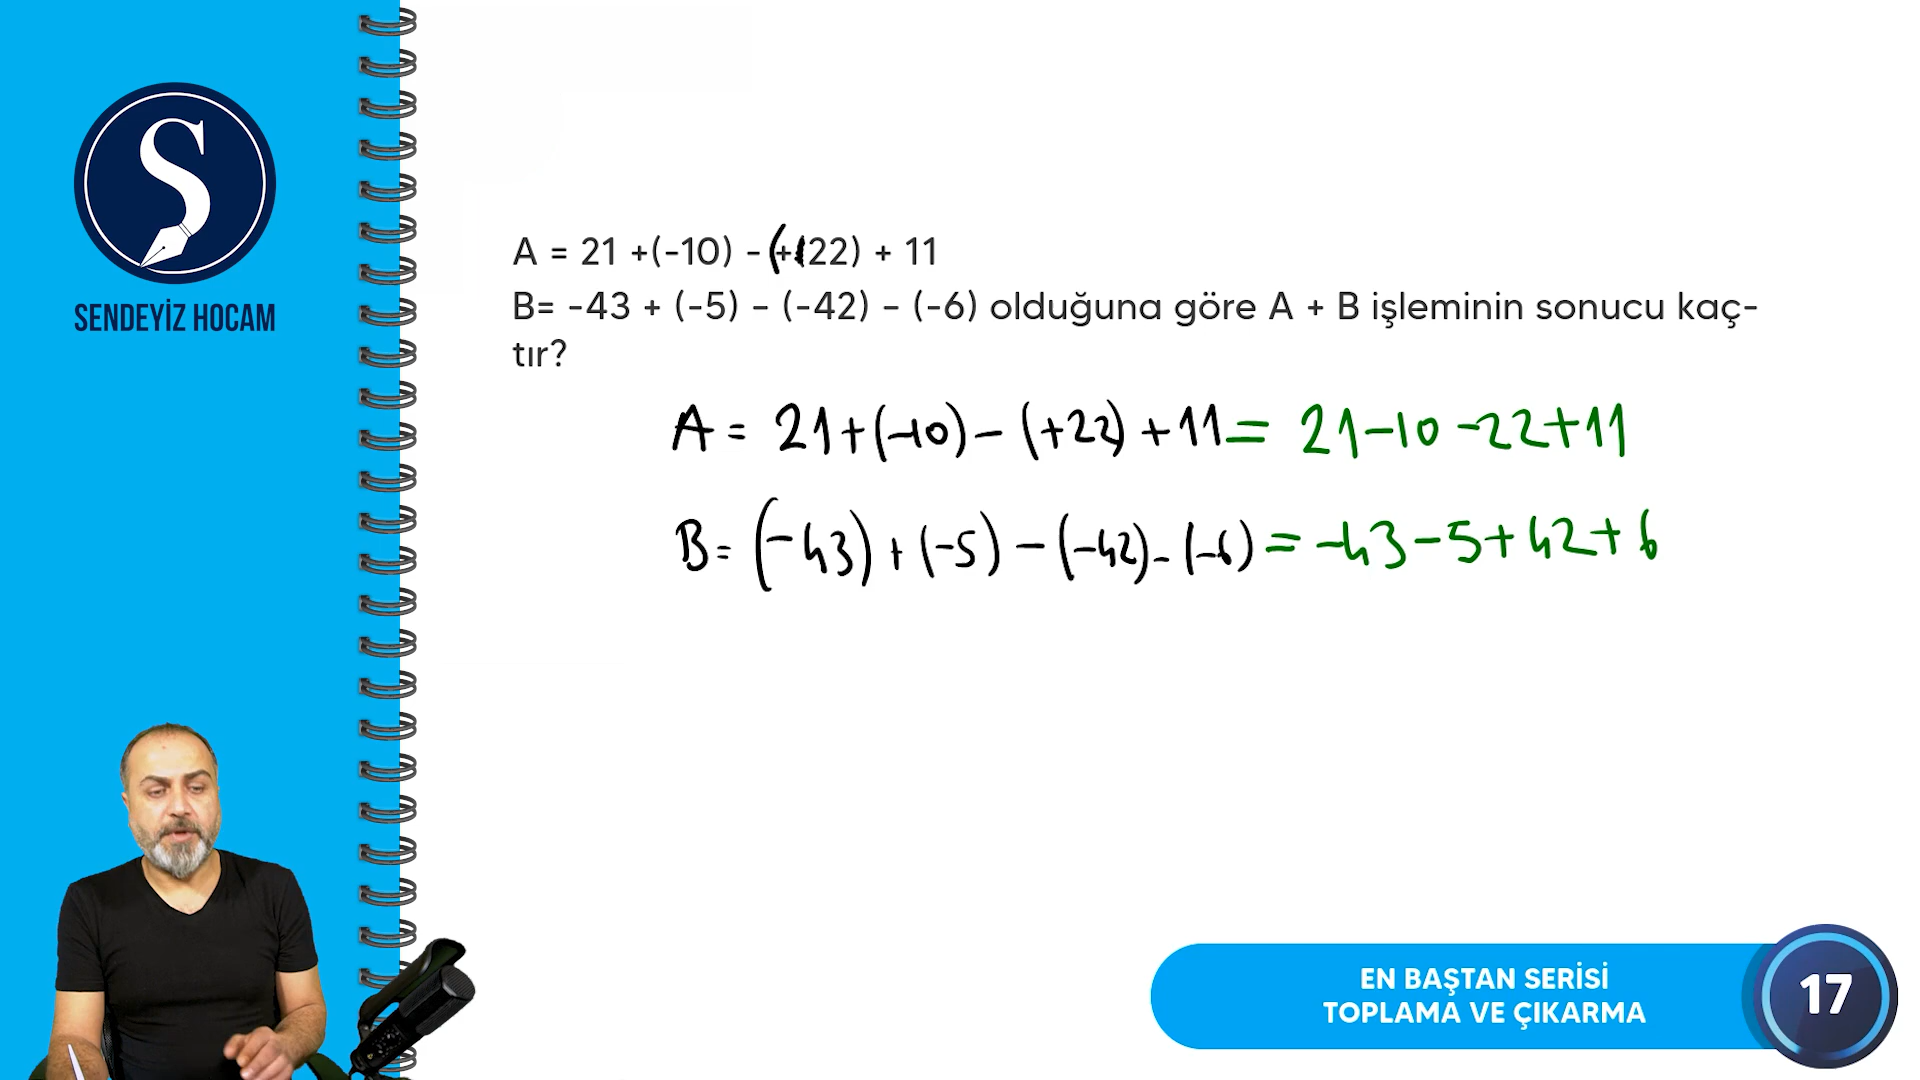 SENDEYİZ HOCAM
A = 21 +(-10) - (+22) + 11
B= -43 + (-5) - (-42) - (-6) olduğuna göre A + B işleminin sonucu kaç-
tır?
A = 21+(-10)- (+22) +11 = 21-10-22+11
B= (-43) + (-5) - (-42)- (-6) = -43-5+42+6
EN BAŞTAN SERİSİ
TOPLAMA VE ÇIKARMA
17